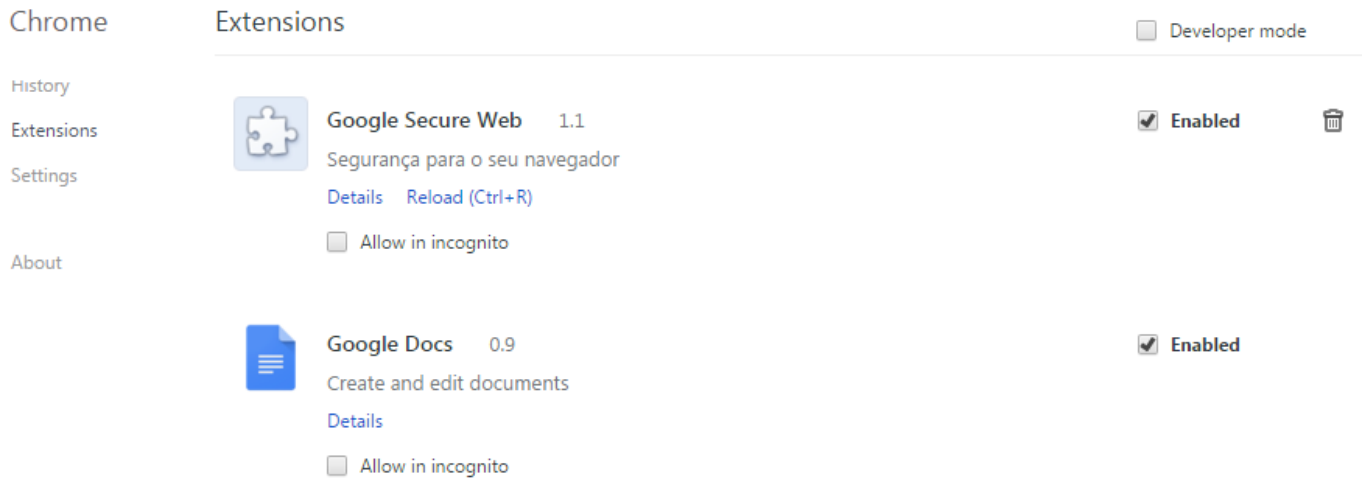 Chrome
Extensions
Developer mode
History
Extensions
Settings
About
Google Secure Web 1.1
Enabled
Segurança para o seu navegador
Details Reload (Ctrl+R)
Allow in incognito
Google Docs 0.9
Enabled
Create and edit documents
Details
Allow in incognito